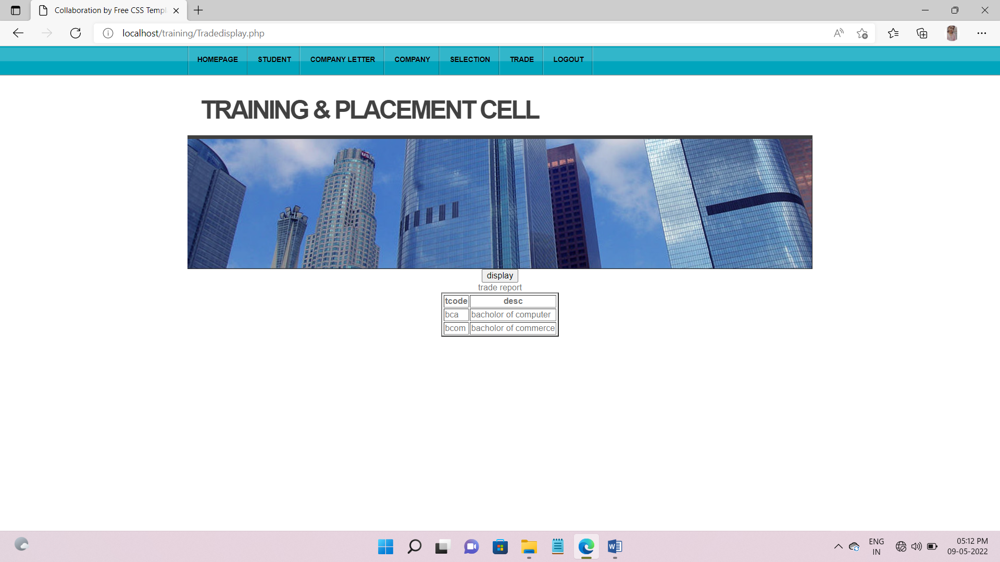 Collaboration by Free CSS Templ
localhost/training/Tradedisplay.php
HOMEPAGE STUDENT COMPANY LETTER COMPANY SELECTION TRADE LOGOUT
TRAINING & PLACEMENT CELL
us
display
trade report
tcode desc
bca bacholor of computer
bcom bacholor of commerce
ENG
IN
05:12 PM
09-05-2022